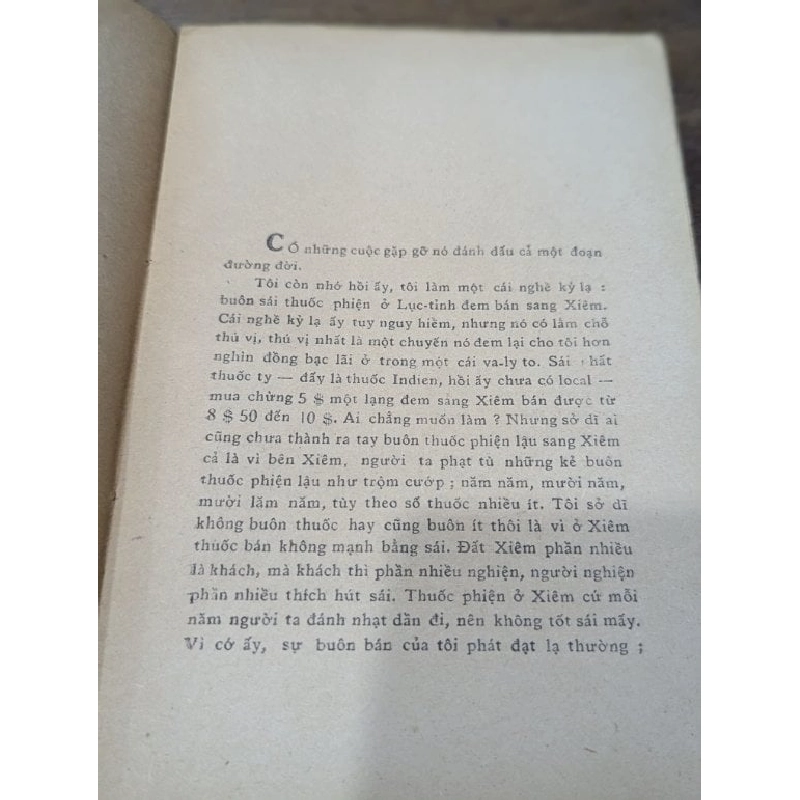 CÓ những cuộc gặp gỡ nó đánh dấu cả một đoạn
đường đời.
Tôi còn nhớ hồi ấy, tôi làm một cái nghề kỳ lạ :
buôn sái thuốc phiện ở Lục-tỉnh đem bán sang Xiêm.
Cái nghề kỳ lạ ấy tuy nguy hiểm, nhưng nó có lắm chỗ
thú vị, thú vị nhất là một chuyến nó đem lại cho tôi hơn
nghìn đồng bạc lãi ở trong một cái va-ly to. Sái nhất
thuốc ty — đấy là thuốc Indien, hồi ấy chưa có local —
mua chừng 5 $ một lạng đem sang Xiêm bán được từ
8 $ 50 đến 10 $. Ai chẳng muốn làm ? Nhưng sở dĩ ai
cũng chưa thành ra tay buôn thuốc phiện lậu sang Xiêm
cả là vì bên Xiêm, người ta phạt tù những kẻ buôn
thuốc phiện lậu như trộm cướp ; năm năm, mười năm,
mười lăm năm, tùy theo số thuốc nhiều ít. Tôi sở dĩ
không buôn thuốc hay cũng buôn ít thôi là vì ở Xiêm
thuốc bán không mạnh bằng sái. Đất Xiêm phần nhiều
là khách, mà khách thì phần nhiều nghiện, người nghiện
phần nhiều thích hút sái. Thuốc phiện ở Xiêm cứ mỗi
năm người ta đánh nhạt dần đi, nên không tốt sái mấy.
Vì cớ ấy, sự buôn bán của tôi phát đạt lạ thường ;